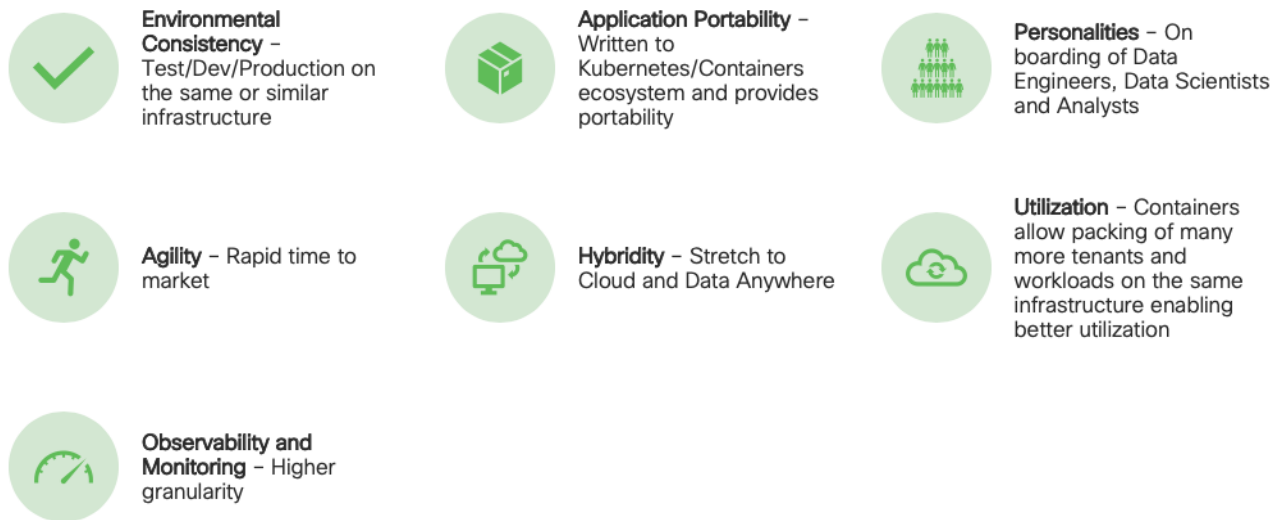 Environmental
Consistency –
Test/Dev/Production on
the same or similar
infrastructure
Application Portability –
Written to
Kubernetes/Containers
ecosystem and provides
portability
Personalities – On
boarding of Data
Engineers, Data Scientists
and Analysts
Agility – Rapid time to
market
Hybridity – Stretch to
Cloud and Data Anywhere
Utilization – Containers
allow packing of many
more tenants and
workloads on the same
infrastructure enabling
better utilization
Observability and
Monitoring – Higher
granularity